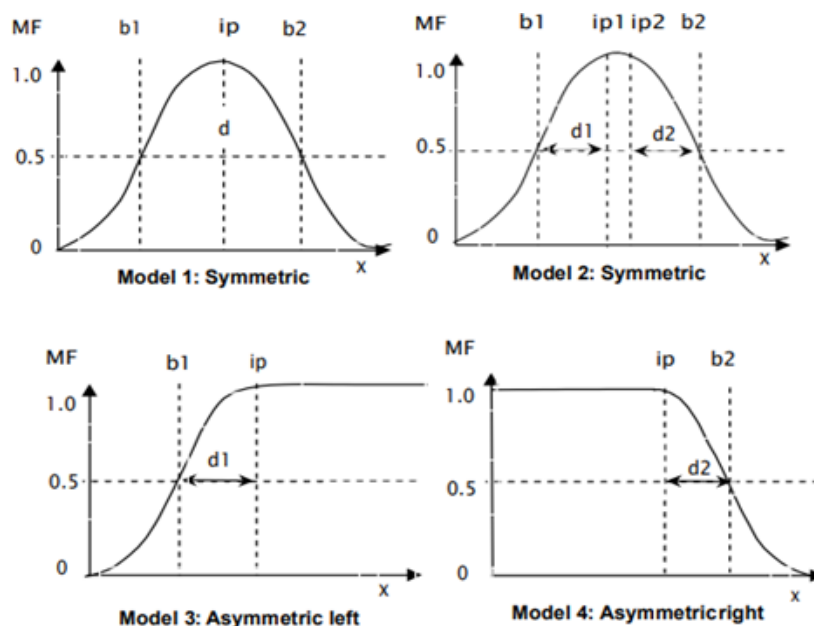 MF b1 ip b2
1.0
d
0.5
0
x
Model 1: Symmetric
MF b1 ip1 ip2 b2
1.0
d1 d2
0.5
0
x
Model 2: Symmetric
MF b1 ip
1.0
d1
0.5
0
x
Model 3: Asymmetric left
MF ip b2
1.0
d2
0.5
0
x
Model 4: Asymmetricright